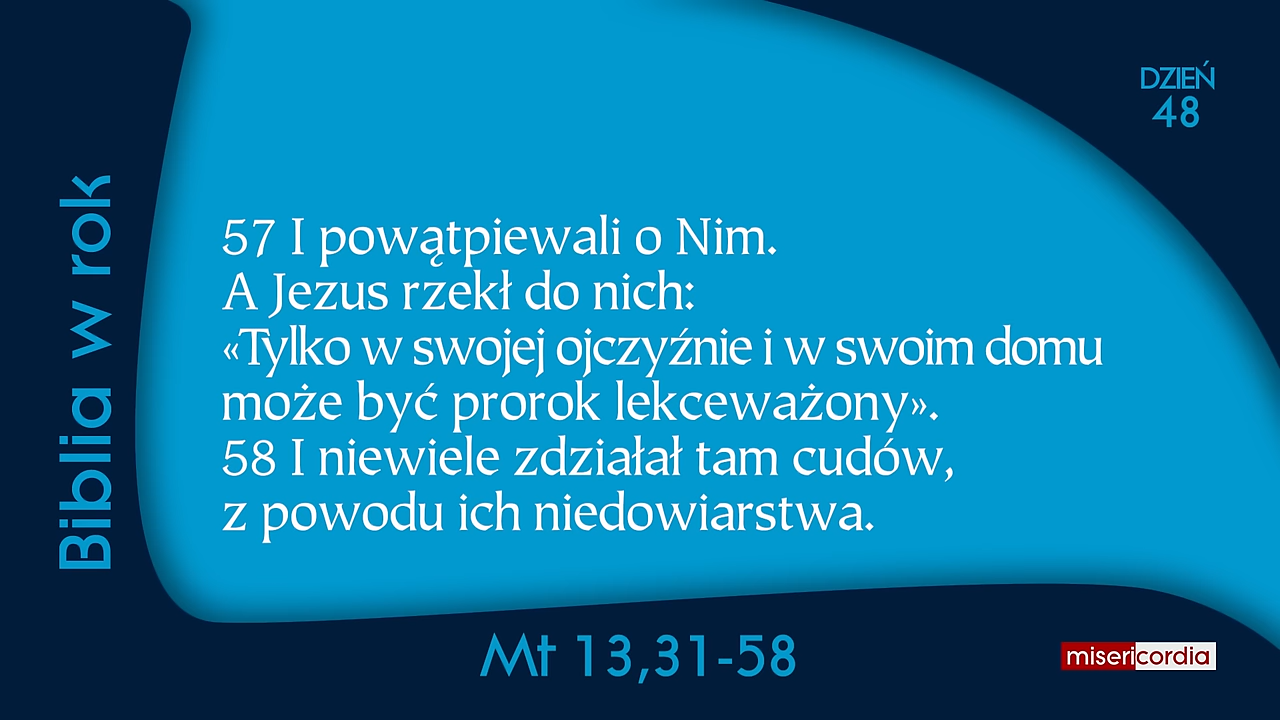 DZIEŃ
48
Biblia w rok
57 I powątpiewali o Nim.
A Jezus rzekł do nich:
«Tylko w swojej ojczyźnie i w swoim domu
może być prorok lekceważony».
58 I niewiele zdziałał tam cudów,
z powodu ich niedowiarstwa.
Mt 13,31-58
misericordia